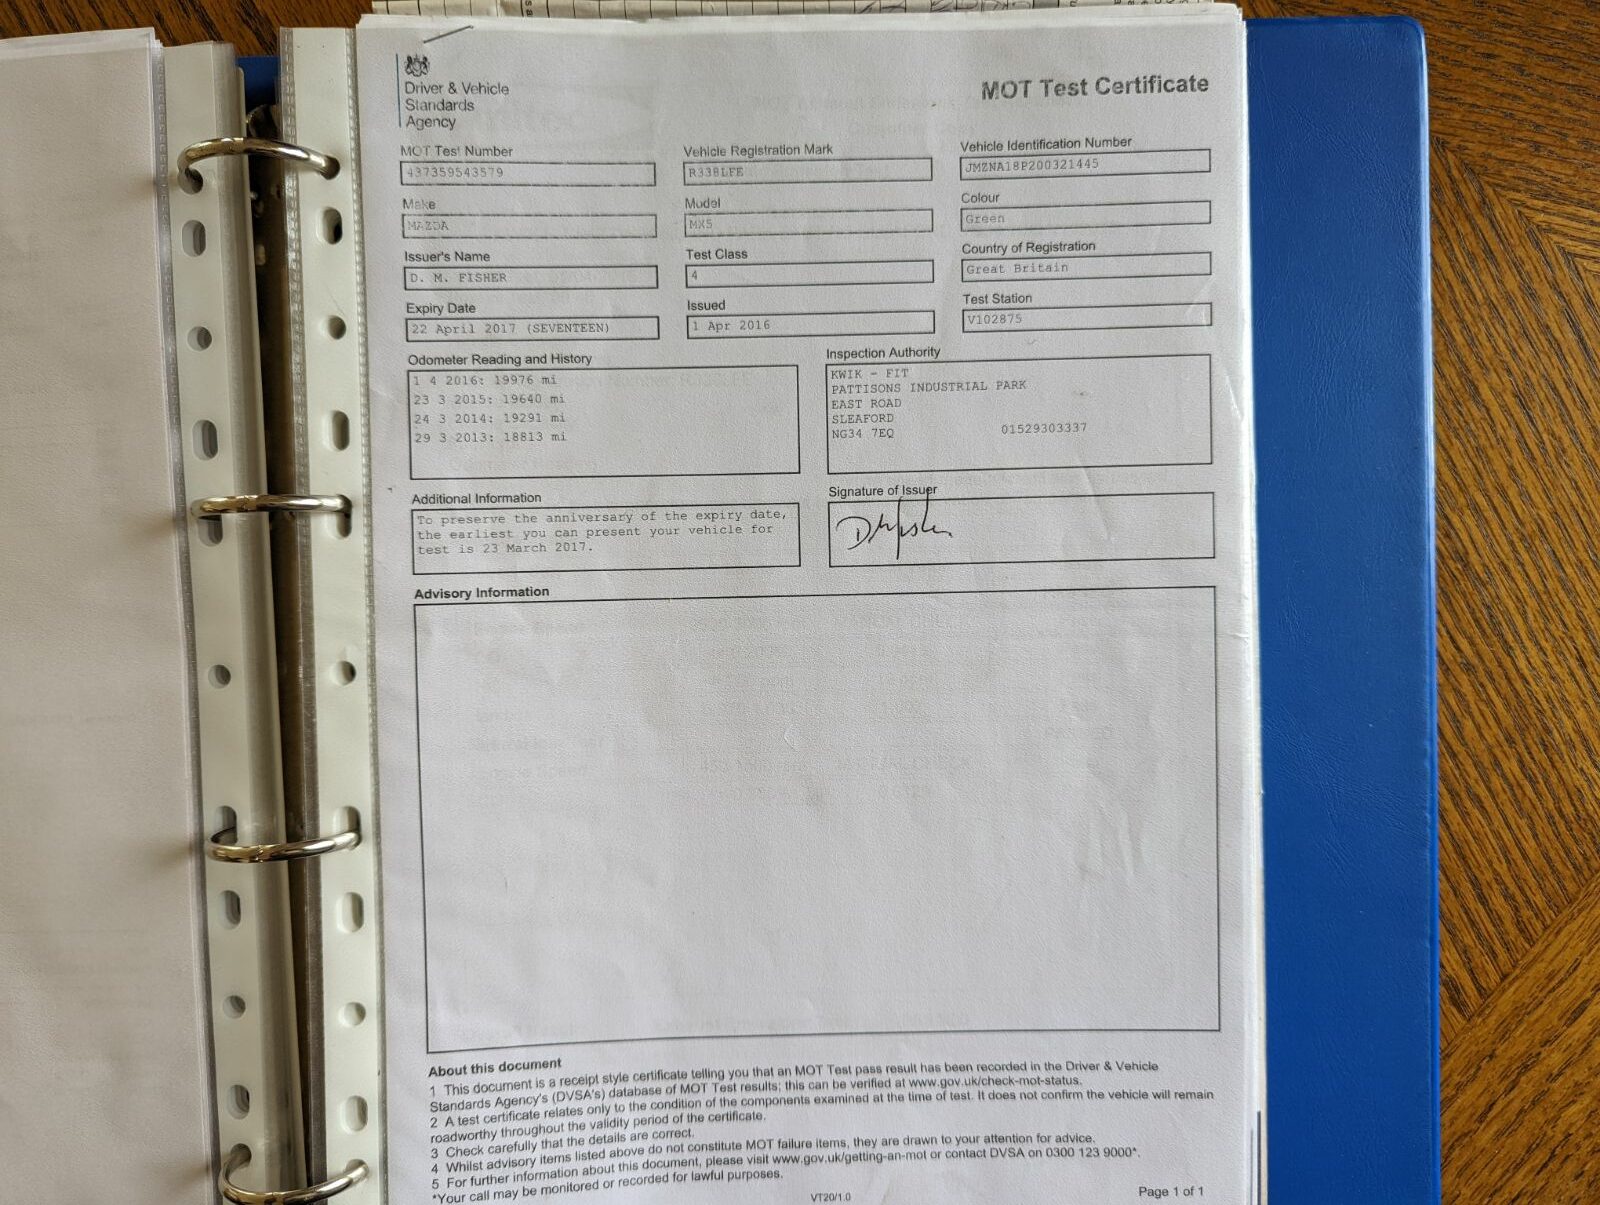 Driver & Vehicle
Standards
Agency
MOT Test Certificate
MOT Test Number
437359543579
Vehicle Registration Mark
R338LFE
Vehicle Identification Number
JMZNA18P200321445
Make
MAZDA
Model
MX5
Colour
Green
Issuer's Name
D. M. FISHER
Test Class
4
Country of Registration
Great Britain
Expiry Date
22 April 2017 (SEVENTEEN)
Issued
1 Apr 2016
Test Station
V102875
Odometer Reading and History
1 4 2016: 19976 mi
23 3 2015: 19640 mi
24 3 2014: 19291 mi
29 3 2013: 18813 mi
Inspection Authority
KWIK - FIT
PATTISONS INDUSTRIAL PARK
EAST ROAD
SLEAFORD
NG34 7EQ 01529303337
Additional Information
To preserve the anniversary of the expiry date,
the earliest you can present your vehicle for
test is 23 March 2017.
Signature of Issuer
Advisory Information
About this document
1 This document is a receipt style certificate telling you that an MOT Test pass result has been recorded in the Driver & Vehicle
Standards Agency's (DVSA's) database of MOT Test results; this can be verified at www.gov.uk/check-mot-status.
2 A test certificate relates only to the condition of the components examined at the time of test. It does not confirm the vehicle will remain
roadworthy throughout the validity period of the certificate.
3 Check carefully that the details are correct.
4 Whilst advisory items listed above do not constitute MOT failure items, they are drawn to your attention for advice.
5 For further information about this document, please visit www.gov.uk/getting-an-mot or contact DVSA on 0300 123 9000*.
*Your call may be monitored or recorded for lawful purposes.
VT20/1.0
Page 1 of 1